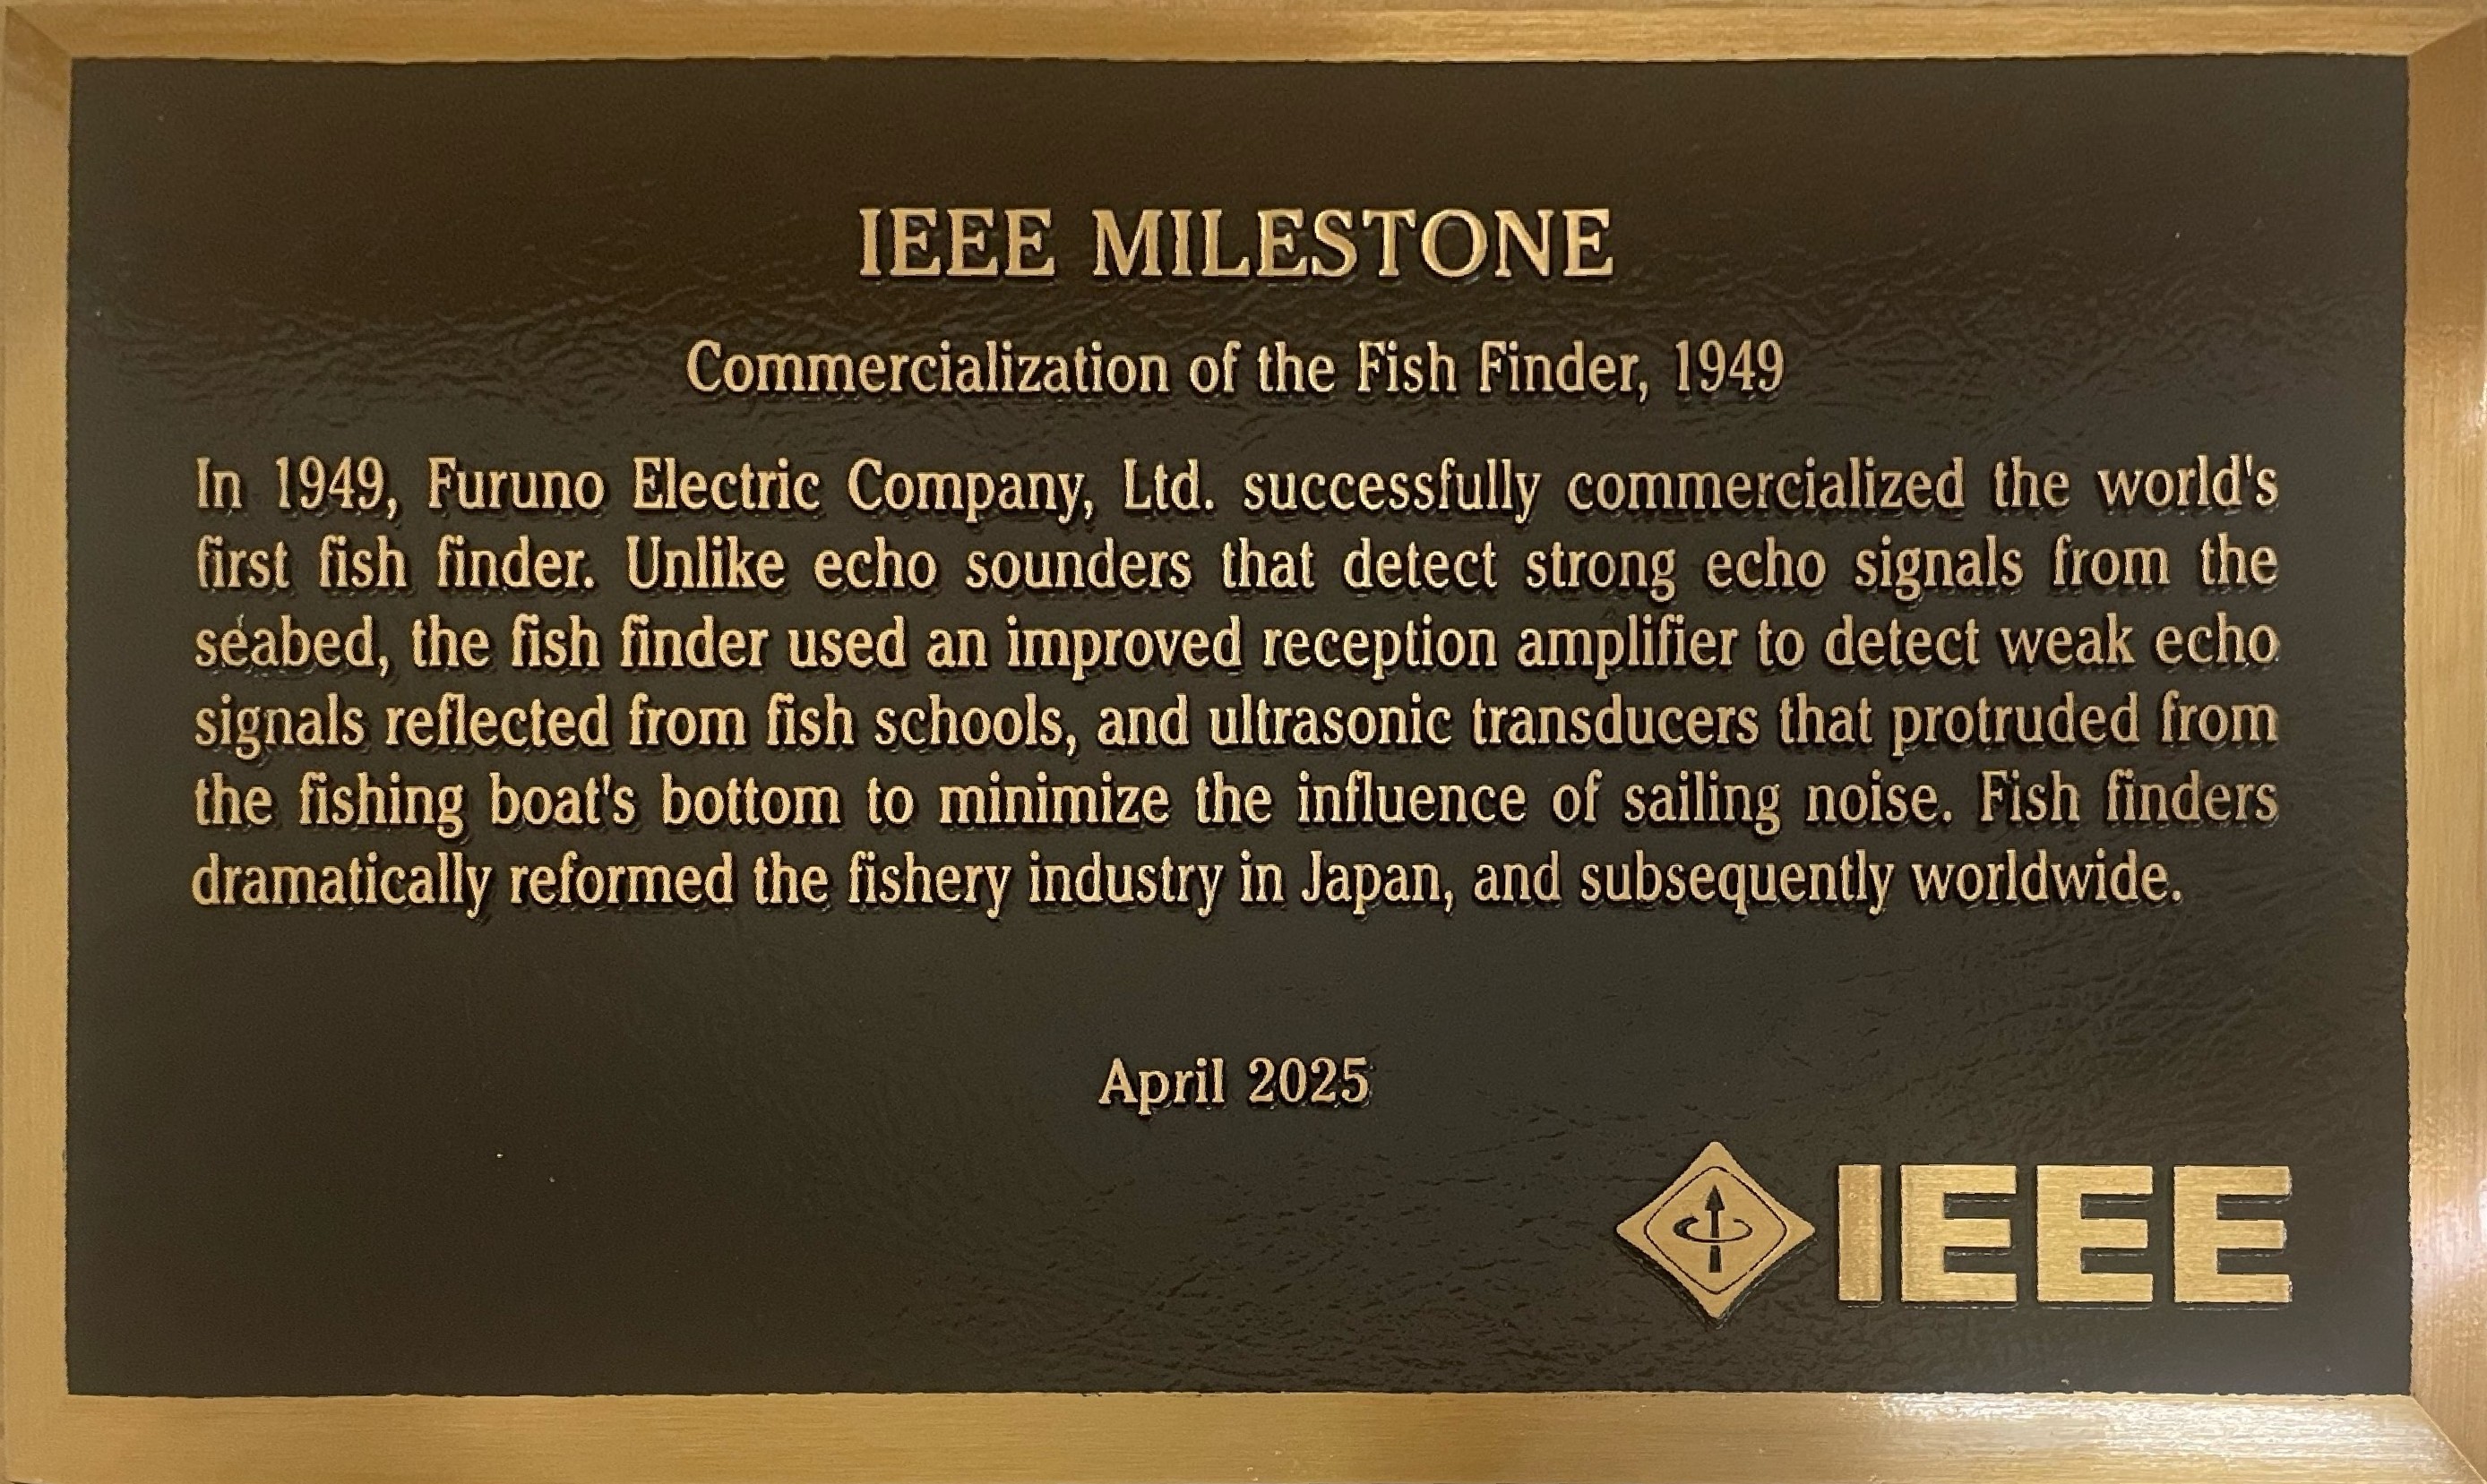 IEEE MILESTONE
Commercialization of the Fish Finder, 1949
In 1949, Furuno Electric Company, Ltd. successfully commercialized the world's
first fish finder. Unlike echo sounders that detect strong echo signals from the
seabed, the fish finder used an improved reception amplifier to detect weak echo
signals reflected from fish schools, and ultrasonic transducers that protruded from
the fishing boat's bottom to minimize the influence of sailing noise. Fish finders
dramatically reformed the fishery industry in Japan, and subsequently worldwide.
April 2025
IEEE